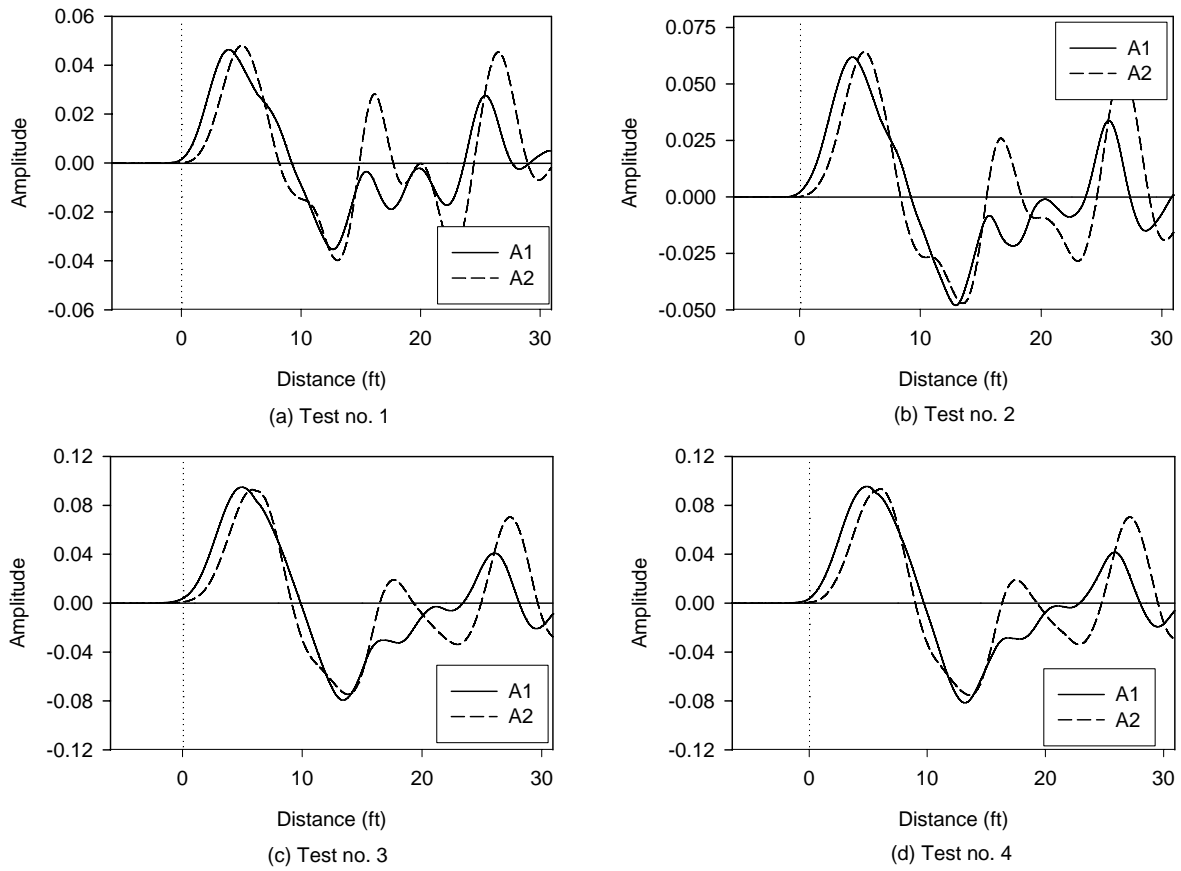 0.06
0.04
0.02
0.00
-0.02
-0.04
-0.06
Amplitude
A1
A2
0
10
20
30
Distance (ft)
(a) Test no. 1
0.075
0.050
0.025
0.000
-0.025
-0.050
Amplitude
A1
A2
0
10
20
30
Distance (ft)
(b) Test no. 2
0.12
0.08
0.04
0.00
-0.04
-0.08
-0.12
Amplitude
A1
A2
0
10
20
30
Distance (ft)
(c) Test no. 3
0.12
0.08
0.04
0.00
-0.04
-0.08
-0.12
Amplitude
A1
A2
0
10
20
30
Distance (ft)
(d) Test no. 4